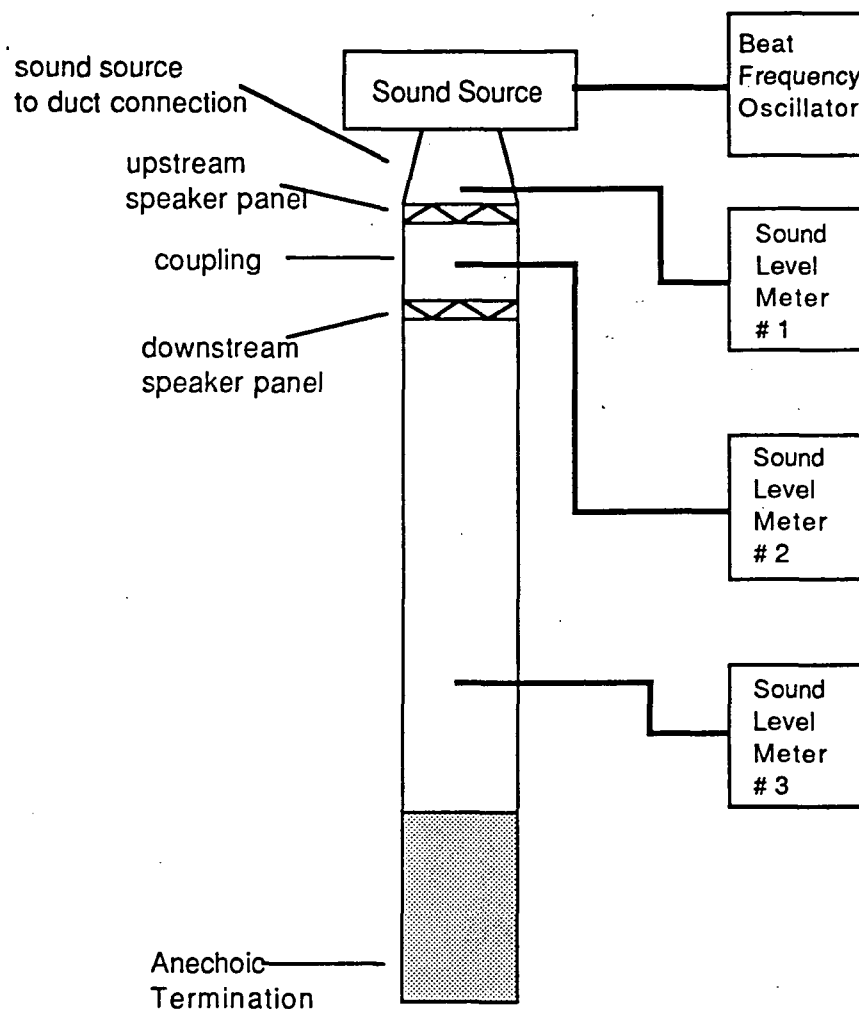 sound source
to duct connection
Sound Source
Beat
Frequency
Oscillator
upstream
speaker panel
Sound
Level
Meter
# 1
coupling
downstream
speaker panel
Sound
Level
Meter
# 2
Sound
Level
Meter
# 3
Anechoic
Termination